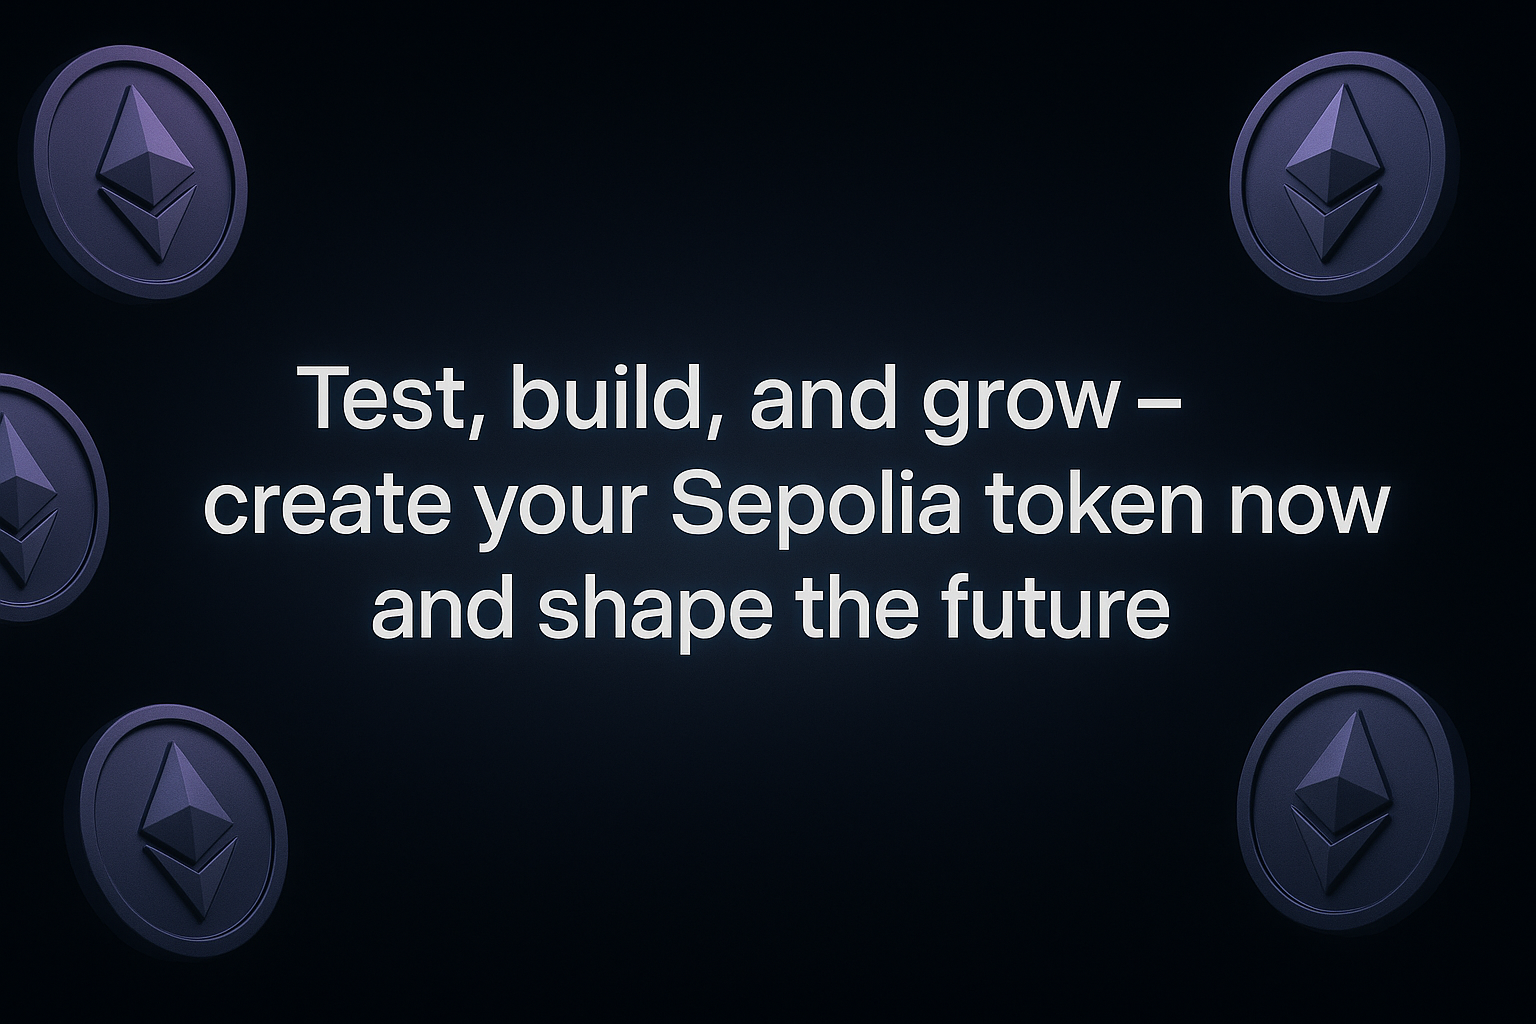 Test, build, and grow –
create your Sepolia token now
and shape the future